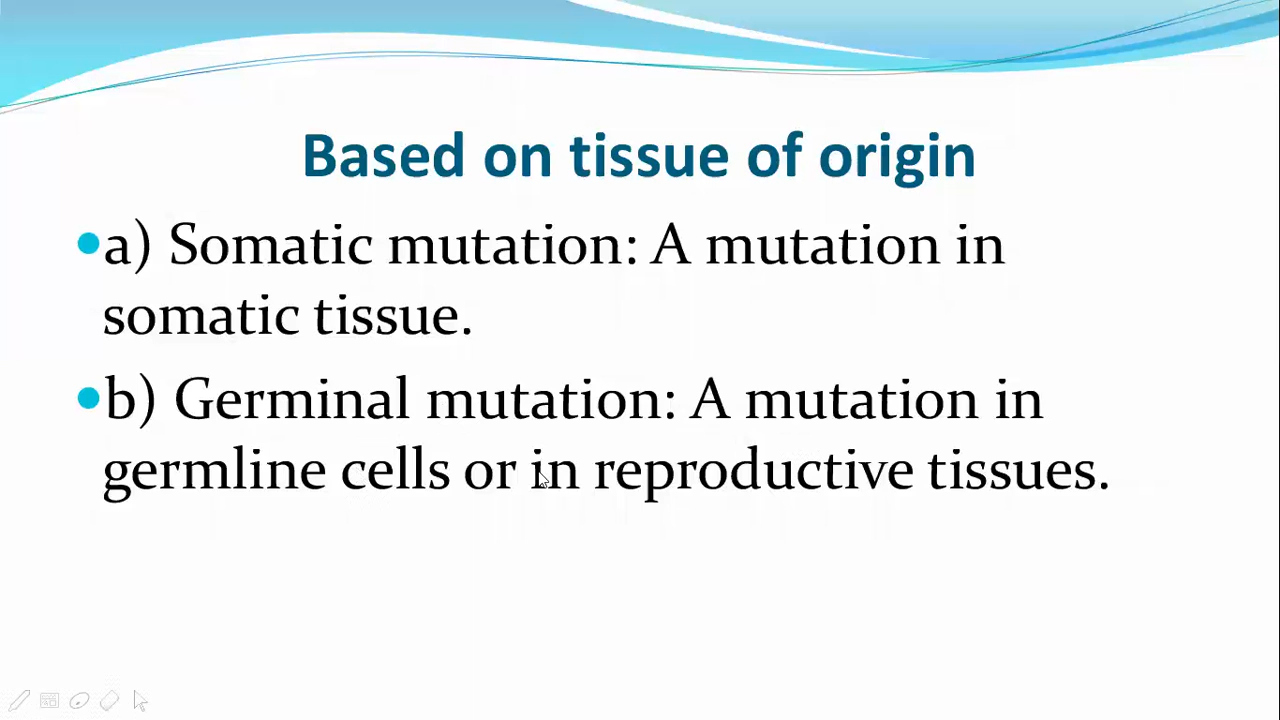 Based on tissue of origin
•a) Somatic mutation: A mutation in
somatic tissue.
•b) Germinal mutation: A mutation in
germline cells or in reproductive tissues.